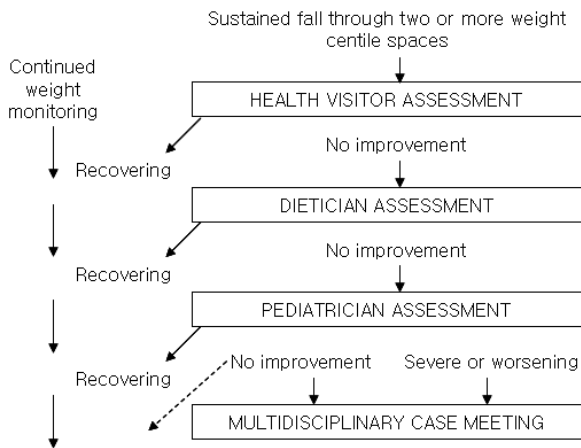 Sustained fall through two or more weight
centile spaces
Continued
weight
monitoring
HEALTH VISITOR ASSESSMENT
Recovering
No improvement
DIETICIAN ASSESSMENT
Recovering
No improvement
PEDIATRICIAN ASSESSMENT
Recovering
No improvement
Severe or worsening
MULTIDISCIPLINARY CASE MEETING